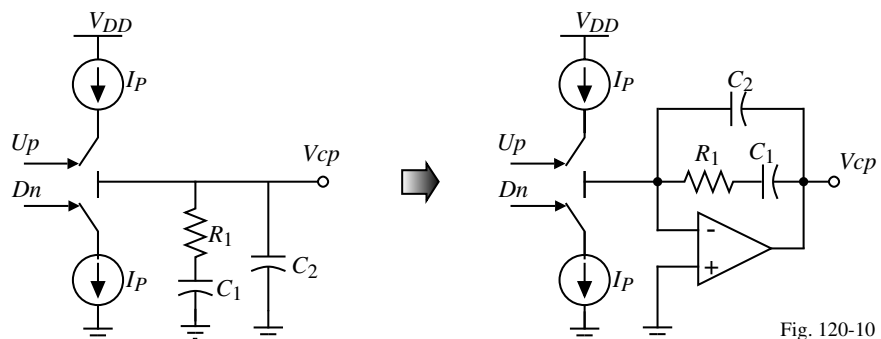 VDD
IP
Up
Dn
Vcp
R1
C1
C2
IP
VDD
IP
Up
Dn
C2
R1
C1
Vcp
-
+
IP
Fig. 120-10